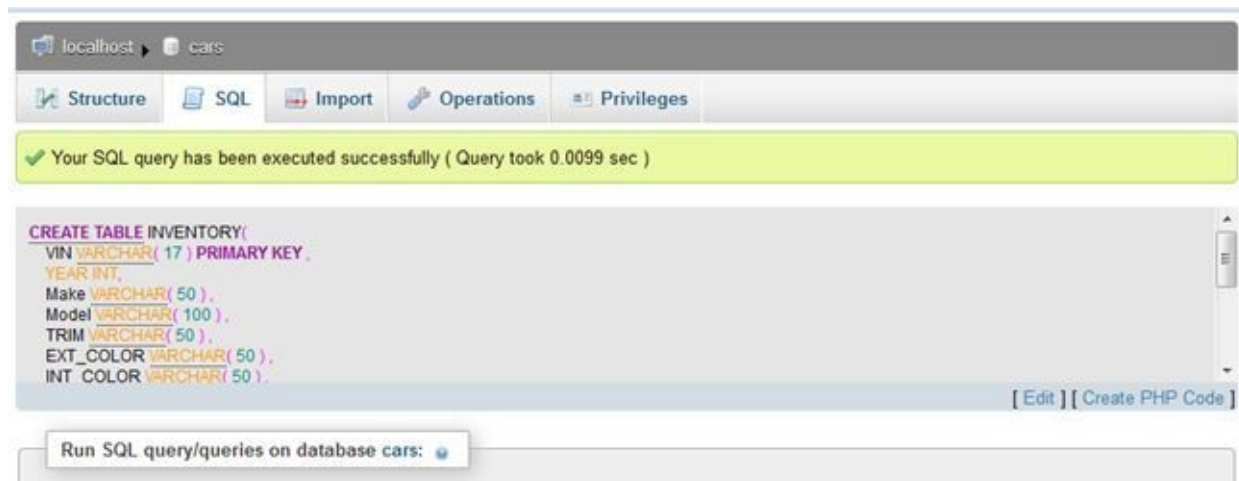 localhost ▸ cars
Structure SQL Import Operations Privileges
Your SQL query has been executed successfully ( Query took 0.0099 sec )
CREATE TABLE INVENTORY(
VIN VARCHAR( 17 ) PRIMARY KEY ,
YEAR INT,
Make VARCHAR( 50 ) ,
Model VARCHAR( 100 ) ,
TRIM VARCHAR( 50 ) ,
EXT_COLOR VARCHAR( 50 ) ,
INT_COLOR VARCHAR( 50 ) ,
[ Edit ] [ Create PHP Code ]
Run SQL query/queries on database cars: